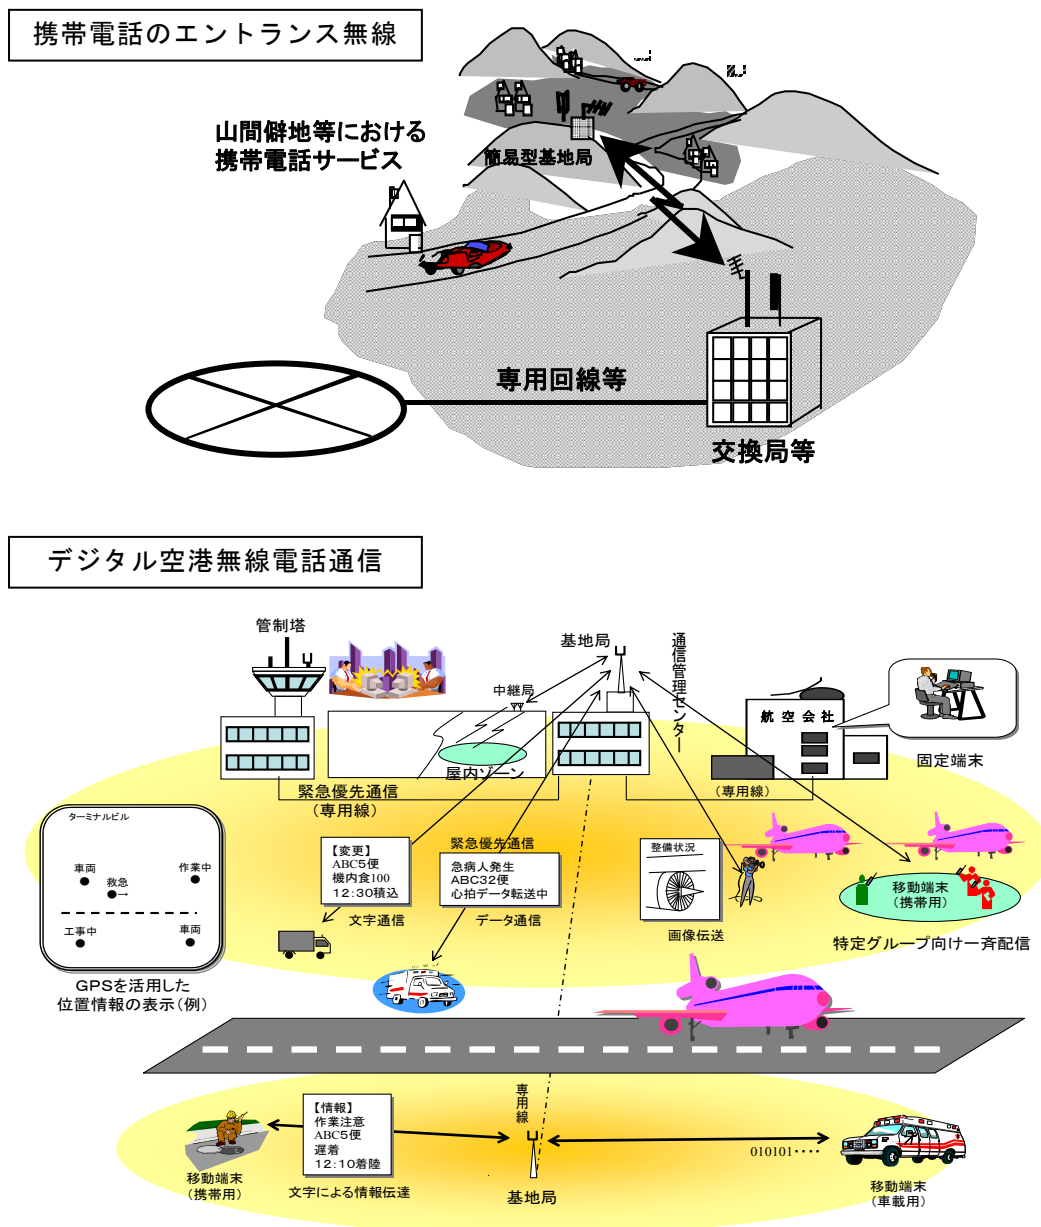 携帯電話のエントランス無線
山間僻地等における
携帯電話サービス
簡易型基地局
専用回線等
交換局等
デジタル空港無線電話通信
管制塔
基地局
通信管理センター
中継局
航空会社
固定端末
屋内ゾーン
緊急優先通信
(専用線)
(専用線)
ターミナルビル
車両
作業中
救急
→
工事中
車両
GPSを活用した
位置情報の表示(例)
【変更】
ABC5便
機内食100
12:30積込
文字通信
緊急優先通信
急病人発生
ABC32便
心拍データ転送中
データ通信
整備状況
画像伝送
移動端末
(携帯用)
特定グループ向け一斉配信
専用線
【情報】
作業注意
ABC5便
遅着
12:10着陸
文字による情報伝達
移動端末
(携帯用)
基地局
010101････
移動端末
(車載用)